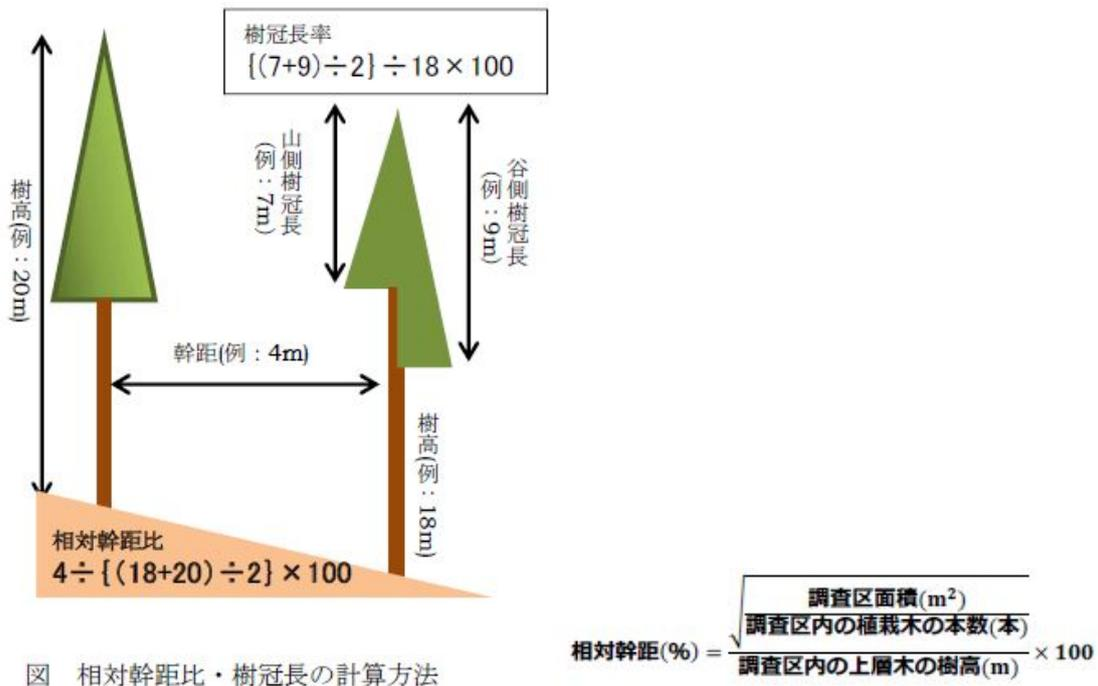 樹冠長率
{(7+9)÷2}÷18×100
樹高(例：20m)
山側樹冠長
(例：7m)
谷側樹冠長
(例：9m)
幹距(例：4m)
樹高(例：18m)
相対幹距比
4÷{(18+20)÷2}×100
図　相対幹距比・樹冠長の計算方法
相対幹距(%) = √(調査区面積(m²) / 調査区内の植栽木の本数(本)) / 調査区内の上層木の樹高(m) × 100